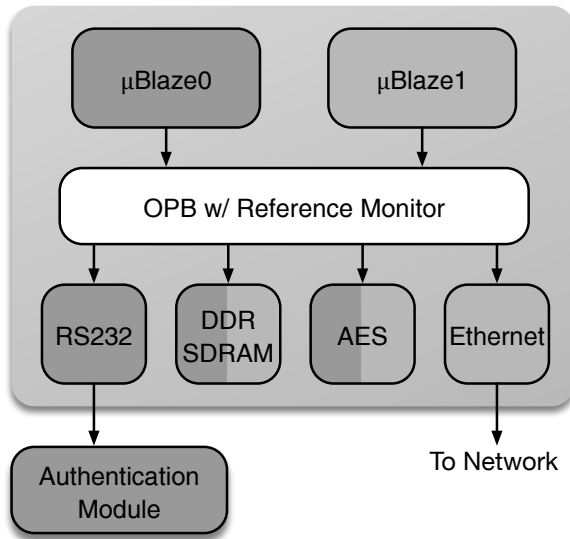 μBlaze0
μBlaze1
OPB w/ Reference Monitor
RS232
DDR
SDRAM
AES
Ethernet
Authentication
Module
To Network